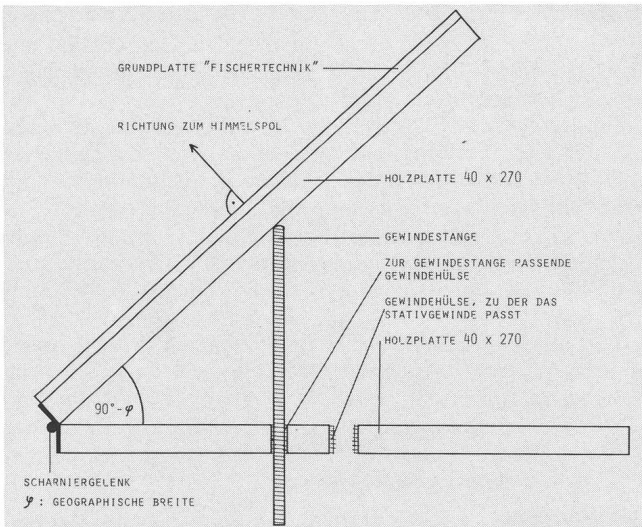 GRUNDPLATTE "FISCHERTECHNIK"
RICHTUNG ZUM HIMMELSPOL
HOLZPLATTE 40 x 270
GEWINDESTANGE
ZUR GEWINDESTANGE PASSENDE
GEWINDEHÜLSE
GEWINDEHÜLSE, ZU DER DAS
STATIVGEWINDE PASST
HOLZPLATTE 40 x 270
90°-φ
SCHARNIERGELENK
φ : GEOGRAPHISCHE BREITE